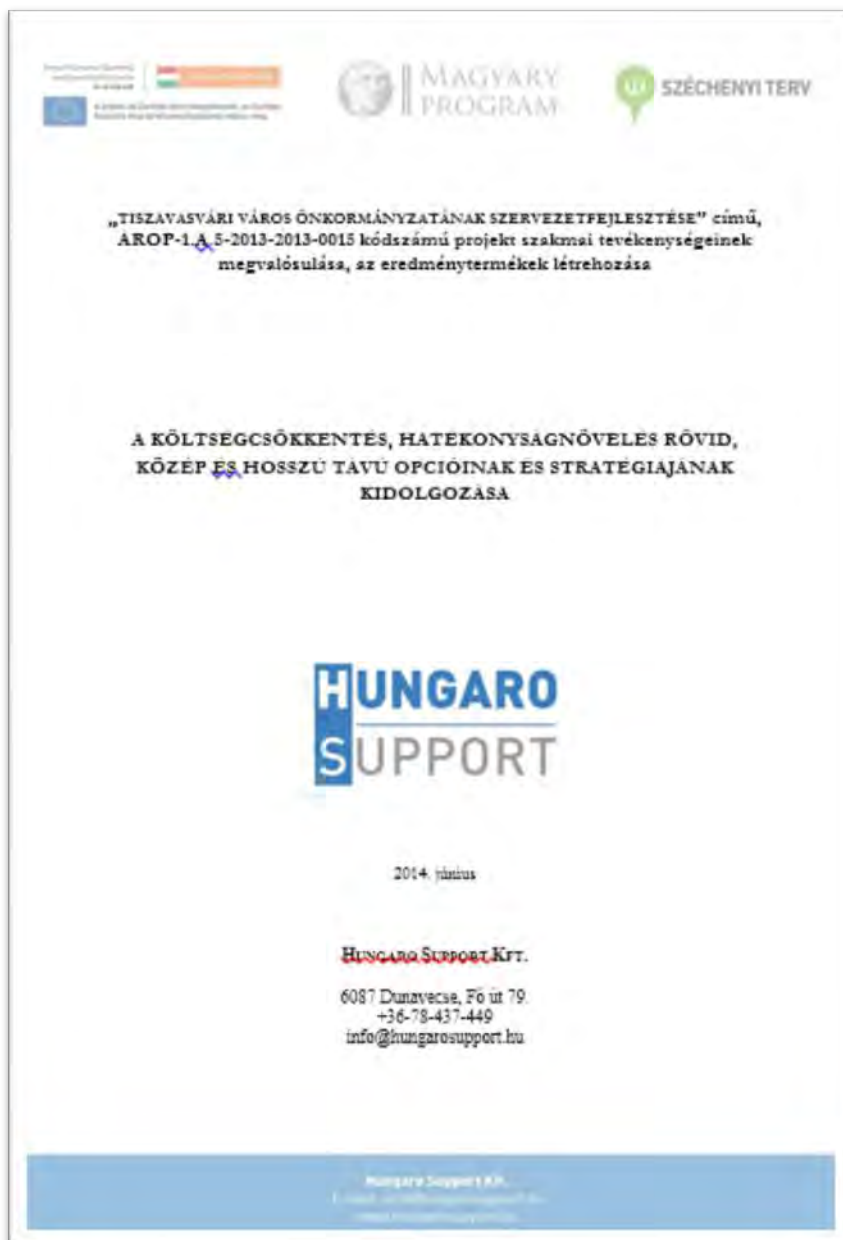 MAGYARY
PROGRAM
ÚJ SZÉCHENYI TERV
„TISZAVASVÁRI VÁROS ÖNKORMÁNYZATÁNAK SZERVEZETFEJLESZTÉSE” című,
ÁROP-1.A.5-2013-2013-0015 kódszámú projekt szakmai tevékenységeinek
megvalósulása, az eredménytermékek létrehozása
A KÖLTSÉGCSÖKKENTÉS, HATÉKONYSÁGNÖVELÉS RÖVID,
KÖZÉP ÉS HOSSZÚ TÁVÚ OPCIÓINAK ÉS STRATÉGIÁJÁNAK
KIDOLGOZÁSA
HUNGARO
SUPPORT
2014. június
HUNGARO SUPPORT KFT.
6087 Dunavecse, Fő út 79.
+36-78-437-449
info@hungarosupport.hu
Hungaro Support Kft.